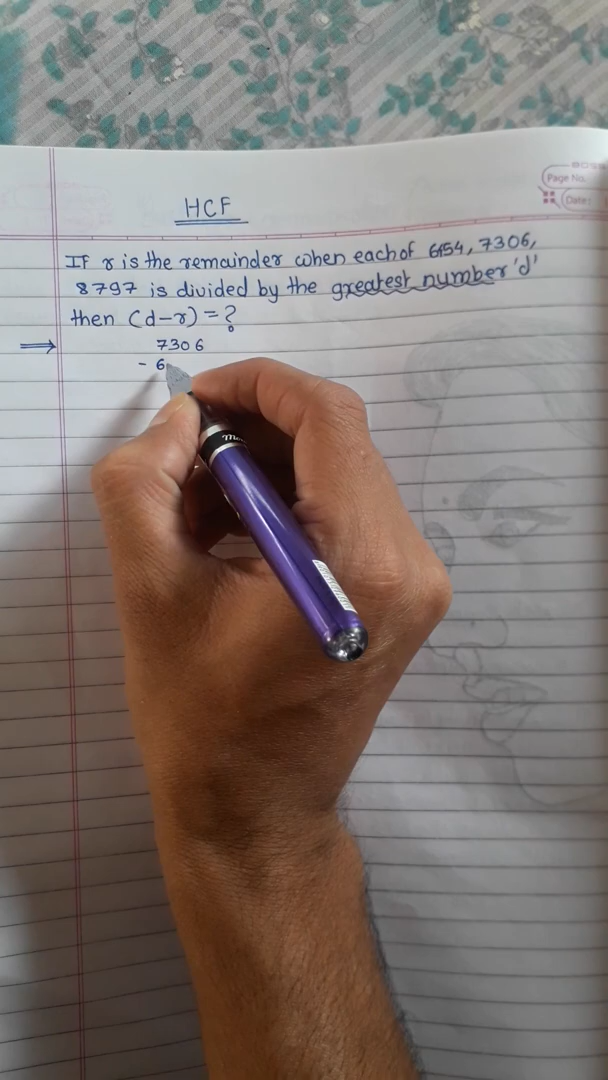 HCF
If r is the remainder when each of 6154, 7306,
8797 is divided by the greatest number 'd'
then (d-r) = ?
⟹ 7306
- 6
Page No.
Date: